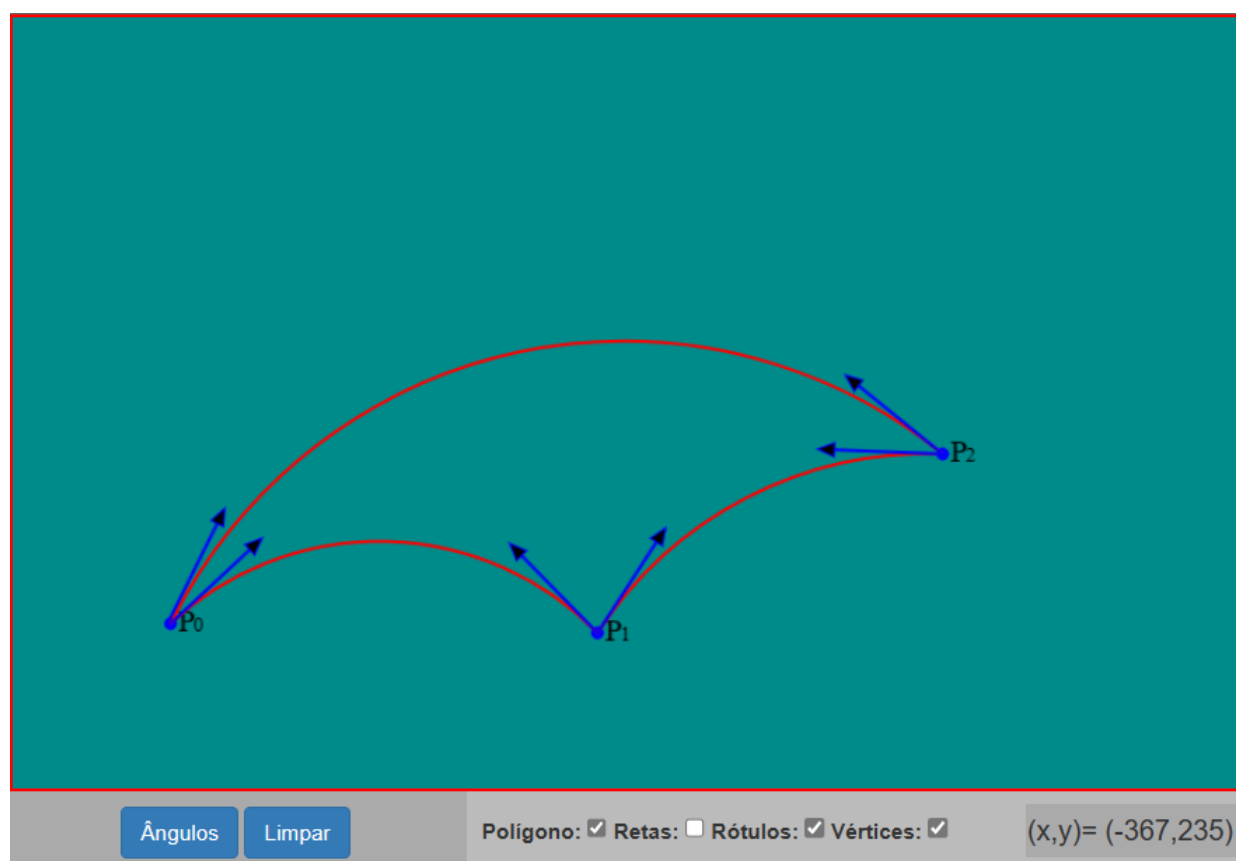 P2
P0
P1
Ângulos Limpar Polígono: Retas: Rótulos: Vértices: (x,y)= (-367,235)